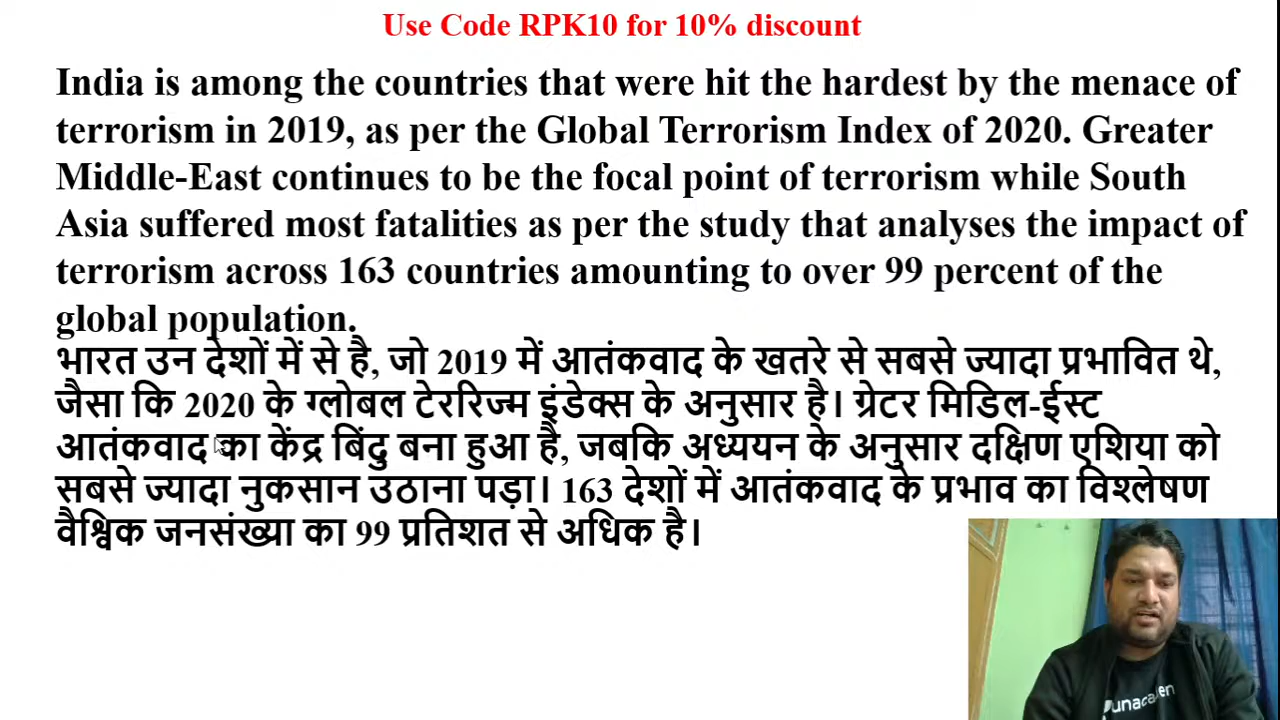 Use Code RPK10 for 10% discount
India is among the countries that were hit the hardest by the menace of
terrorism in 2019, as per the Global Terrorism Index of 2020. Greater
Middle-East continues to be the focal point of terrorism while South
Asia suffered most fatalities as per the study that analyses the impact of
terrorism across 163 countries amounting to over 99 percent of the
global population.
भारत उन देशों में से है, जो 2019 में आतंकवाद के खतरे से सबसे ज्यादा प्रभावित थे,
जैसा कि 2020 के ग्लोबल टेररिज्म इंडेक्स के अनुसार है। ग्रेटर मिडिल-ईस्ट
आतंकवाद का केंद्र बिंदु बना हुआ है, जबकि अध्ययन के अनुसार दक्षिण एशिया को
सबसे ज्यादा नुकसान उठाना पड़ा। 163 देशों में आतंकवाद के प्रभाव का विश्लेषण
वैश्विक जनसंख्या का 99 प्रतिशत से अधिक है।